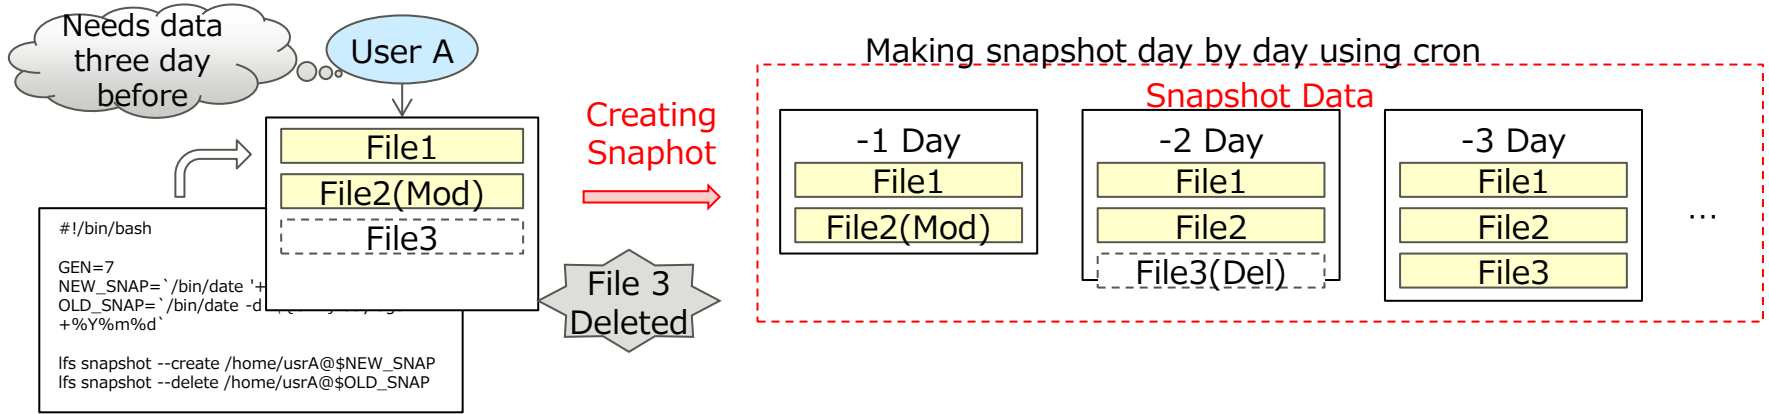 Needs data
three day
before
User A
File1
File2(Mod)
File3
#!/bin/bash
GEN=7
NEW_SNAP=`/bin/date '+
OLD_SNAP=`/bin/date -d
+%Y%m%d`
lfs snapshot --create /home/usrA@$NEW_SNAP
lfs snapshot --delete /home/usrA@$OLD_SNAP
Creating
Snaphot
File 3
Deleted
Making snapshot day by day using cron
Snapshot Data
-1 Day
File1
File2(Mod)
-2 Day
File1
File2
File3(Del)
-3 Day
File1
File2
File3
…